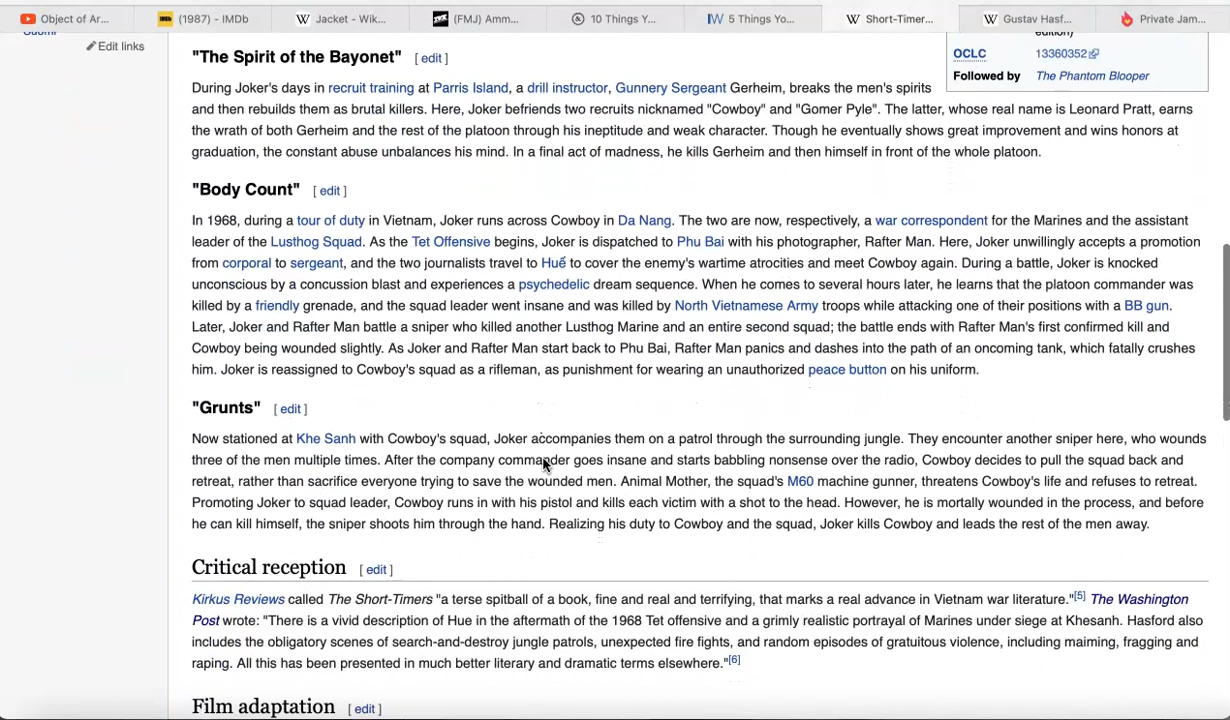 Object of Ar...
(1987) - IMDb
Jacket - Wik...
(FMJ) Amm...
10 Things Y...
5 Things Yo...
Short-Timer...
Gustav Hasf...
Private Jam...
Suomi
Edit links
edition)
OCLC 13360352
Followed by The Phantom Blooper
"The Spirit of the Bayonet" [ edit ]
During Joker's days in recruit training at Parris Island, a drill instructor, Gunnery Sergeant Gerheim, breaks the men's spirits
and then rebuilds them as brutal killers. Here, Joker befriends two recruits nicknamed "Cowboy" and "Gomer Pyle". The latter, whose real name is Leonard Pratt, earns
the wrath of both Gerheim and the rest of the platoon through his ineptitude and weak character. Though he eventually shows great improvement and wins honors at
graduation, the constant abuse unbalances his mind. In a final act of madness, he kills Gerheim and then himself in front of the whole platoon.
"Body Count" [ edit ]
In 1968, during a tour of duty in Vietnam, Joker runs across Cowboy in Da Nang. The two are now, respectively, a war correspondent for the Marines and the assistant
leader of the Lusthog Squad. As the Tet Offensive begins, Joker is dispatched to Phu Bai with his photographer, Rafter Man. Here, Joker unwillingly accepts a promotion
from corporal to sergeant, and the two journalists travel to Huế to cover the enemy's wartime atrocities and meet Cowboy again. During a battle, Joker is knocked
unconscious by a concussion blast and experiences a psychedelic dream sequence. When he comes to several hours later, he learns that the platoon commander was
killed by a friendly grenade, and the squad leader went insane and was killed by North Vietnamese Army troops while attacking one of their positions with a BB gun.
Later, Joker and Rafter Man battle a sniper who killed another Lusthog Marine and an entire second squad; the battle ends with Rafter Man's first confirmed kill and
Cowboy being wounded slightly. As Joker and Rafter Man start back to Phu Bai, Rafter Man panics and dashes into the path of an oncoming tank, which fatally crushes
him. Joker is reassigned to Cowboy's squad as a rifleman, as punishment for wearing an unauthorized peace button on his uniform.
"Grunts" [ edit ]
Now stationed at Khe Sanh with Cowboy's squad, Joker accompanies them on a patrol through the surrounding jungle. They encounter another sniper here, who wounds
three of the men multiple times. After the company commander goes insane and starts babbling nonsense over the radio, Cowboy decides to pull the squad back and
retreat, rather than sacrifice everyone trying to save the wounded men. Animal Mother, the squad's M60 machine gunner, threatens Cowboy's life and refuses to retreat.
Promoting Joker to squad leader, Cowboy runs in with his pistol and kills each victim with a shot to the head. However, he is mortally wounded in the process, and before
he can kill himself, the sniper shoots him through the hand. Realizing his duty to Cowboy and the squad, Joker kills Cowboy and leads the rest of the men away.
Critical reception [ edit ]
Kirkus Reviews called The Short-Timers "a terse spitball of a book, fine and real and terrifying, that marks a real advance in Vietnam war literature."[5] The Washington
Post wrote: "There is a vivid description of Hue in the aftermath of the 1968 Tet offensive and a grimly realistic portrayal of Marines under siege at Khesanh. Hasford also
includes the obligatory scenes of search-and-destroy jungle patrols, unexpected fire fights, and random episodes of gratuitous violence, including maiming, fragging and
raping. All this has been presented in much better literary and dramatic terms elsewhere."[6]
Film adaptation [ edit ]